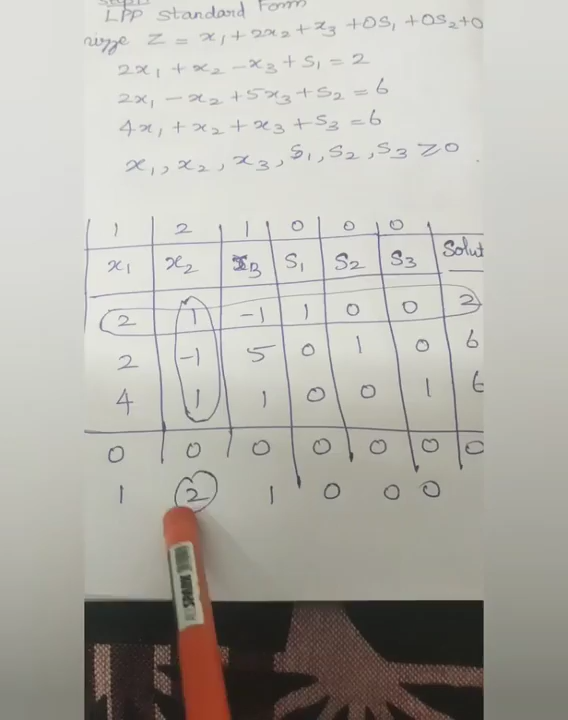 LPP Standard Form
Z = x₁ + 2x₂ + x₃ + 0S₁ + 0S₂ + 0
2x₁ + x₂ - x₃ + S₁ = 2
2x₁ - x₂ + 5x₃ + S₂ = 6
4x₁ + x₂ + x₃ + S₃ = 6
x₁, x₂, x₃, S₁, S₂, S₃ ≥ 0
1 2 1 0 0 0
x₁ x₂ x₃ S₁ S₂ S₃ Solut
2 1 -1 1 0 0 2
2 -1 5 0 1 0 6
4 1 1 0 0 1 6
0 0 0 0 0 0 0
1 2 1 0 0 0
SPARK